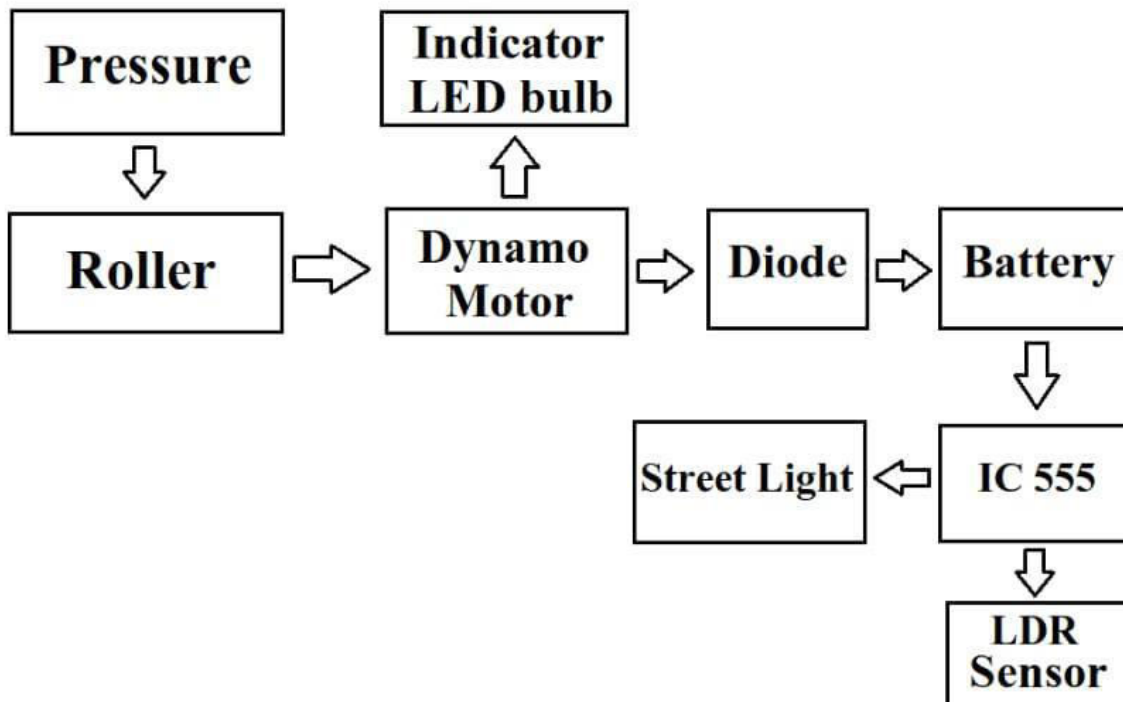 Pressure
Indicator
LED bulb
Roller
Dynamo
Motor
Diode
Battery
Street Light
IC 555
LDR
Sensor